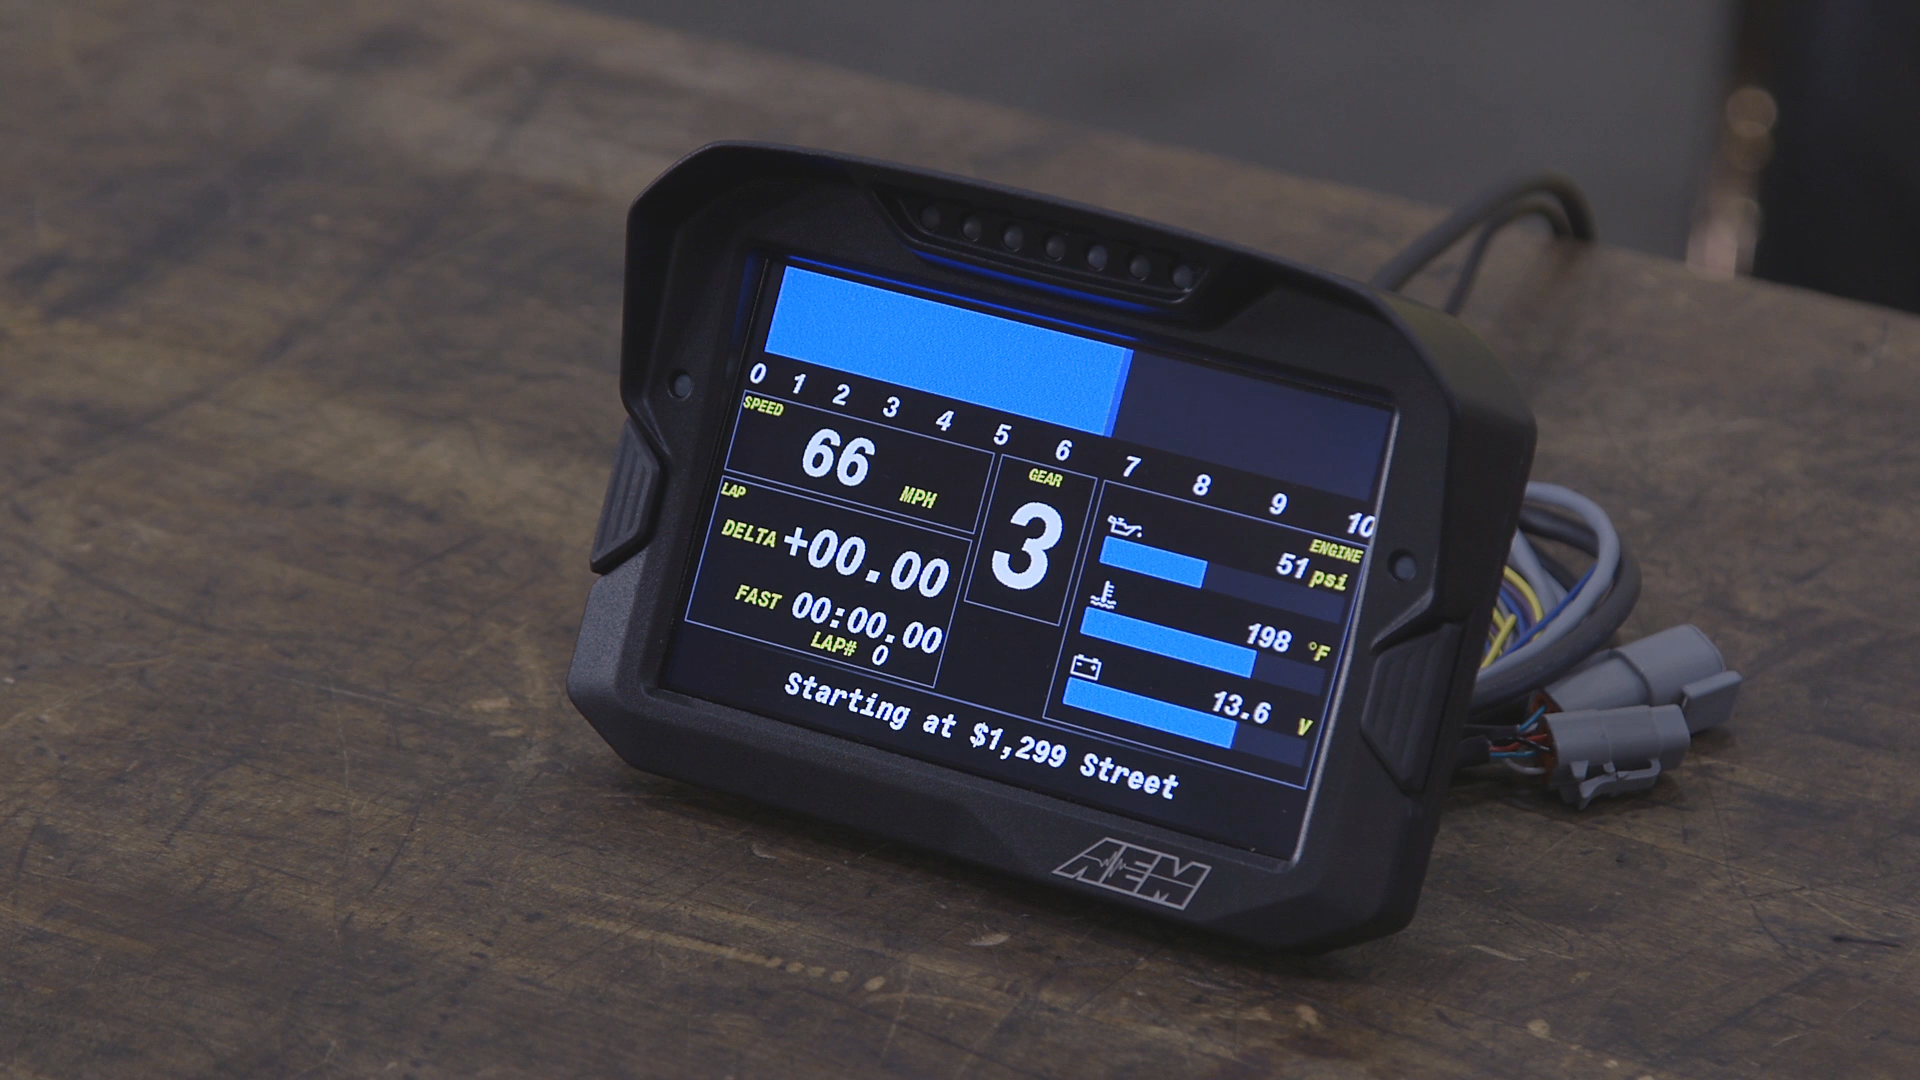 0 1 2 3 4 5 6 7 8 9 10
SPEED
66 MPH
GEAR
3
LAP
DELTA +00.00
FAST 00:00.00
LAP# 0
ENGINE
51 psi
198 °F
13.6 V
Starting at $1,299 Street
AEM